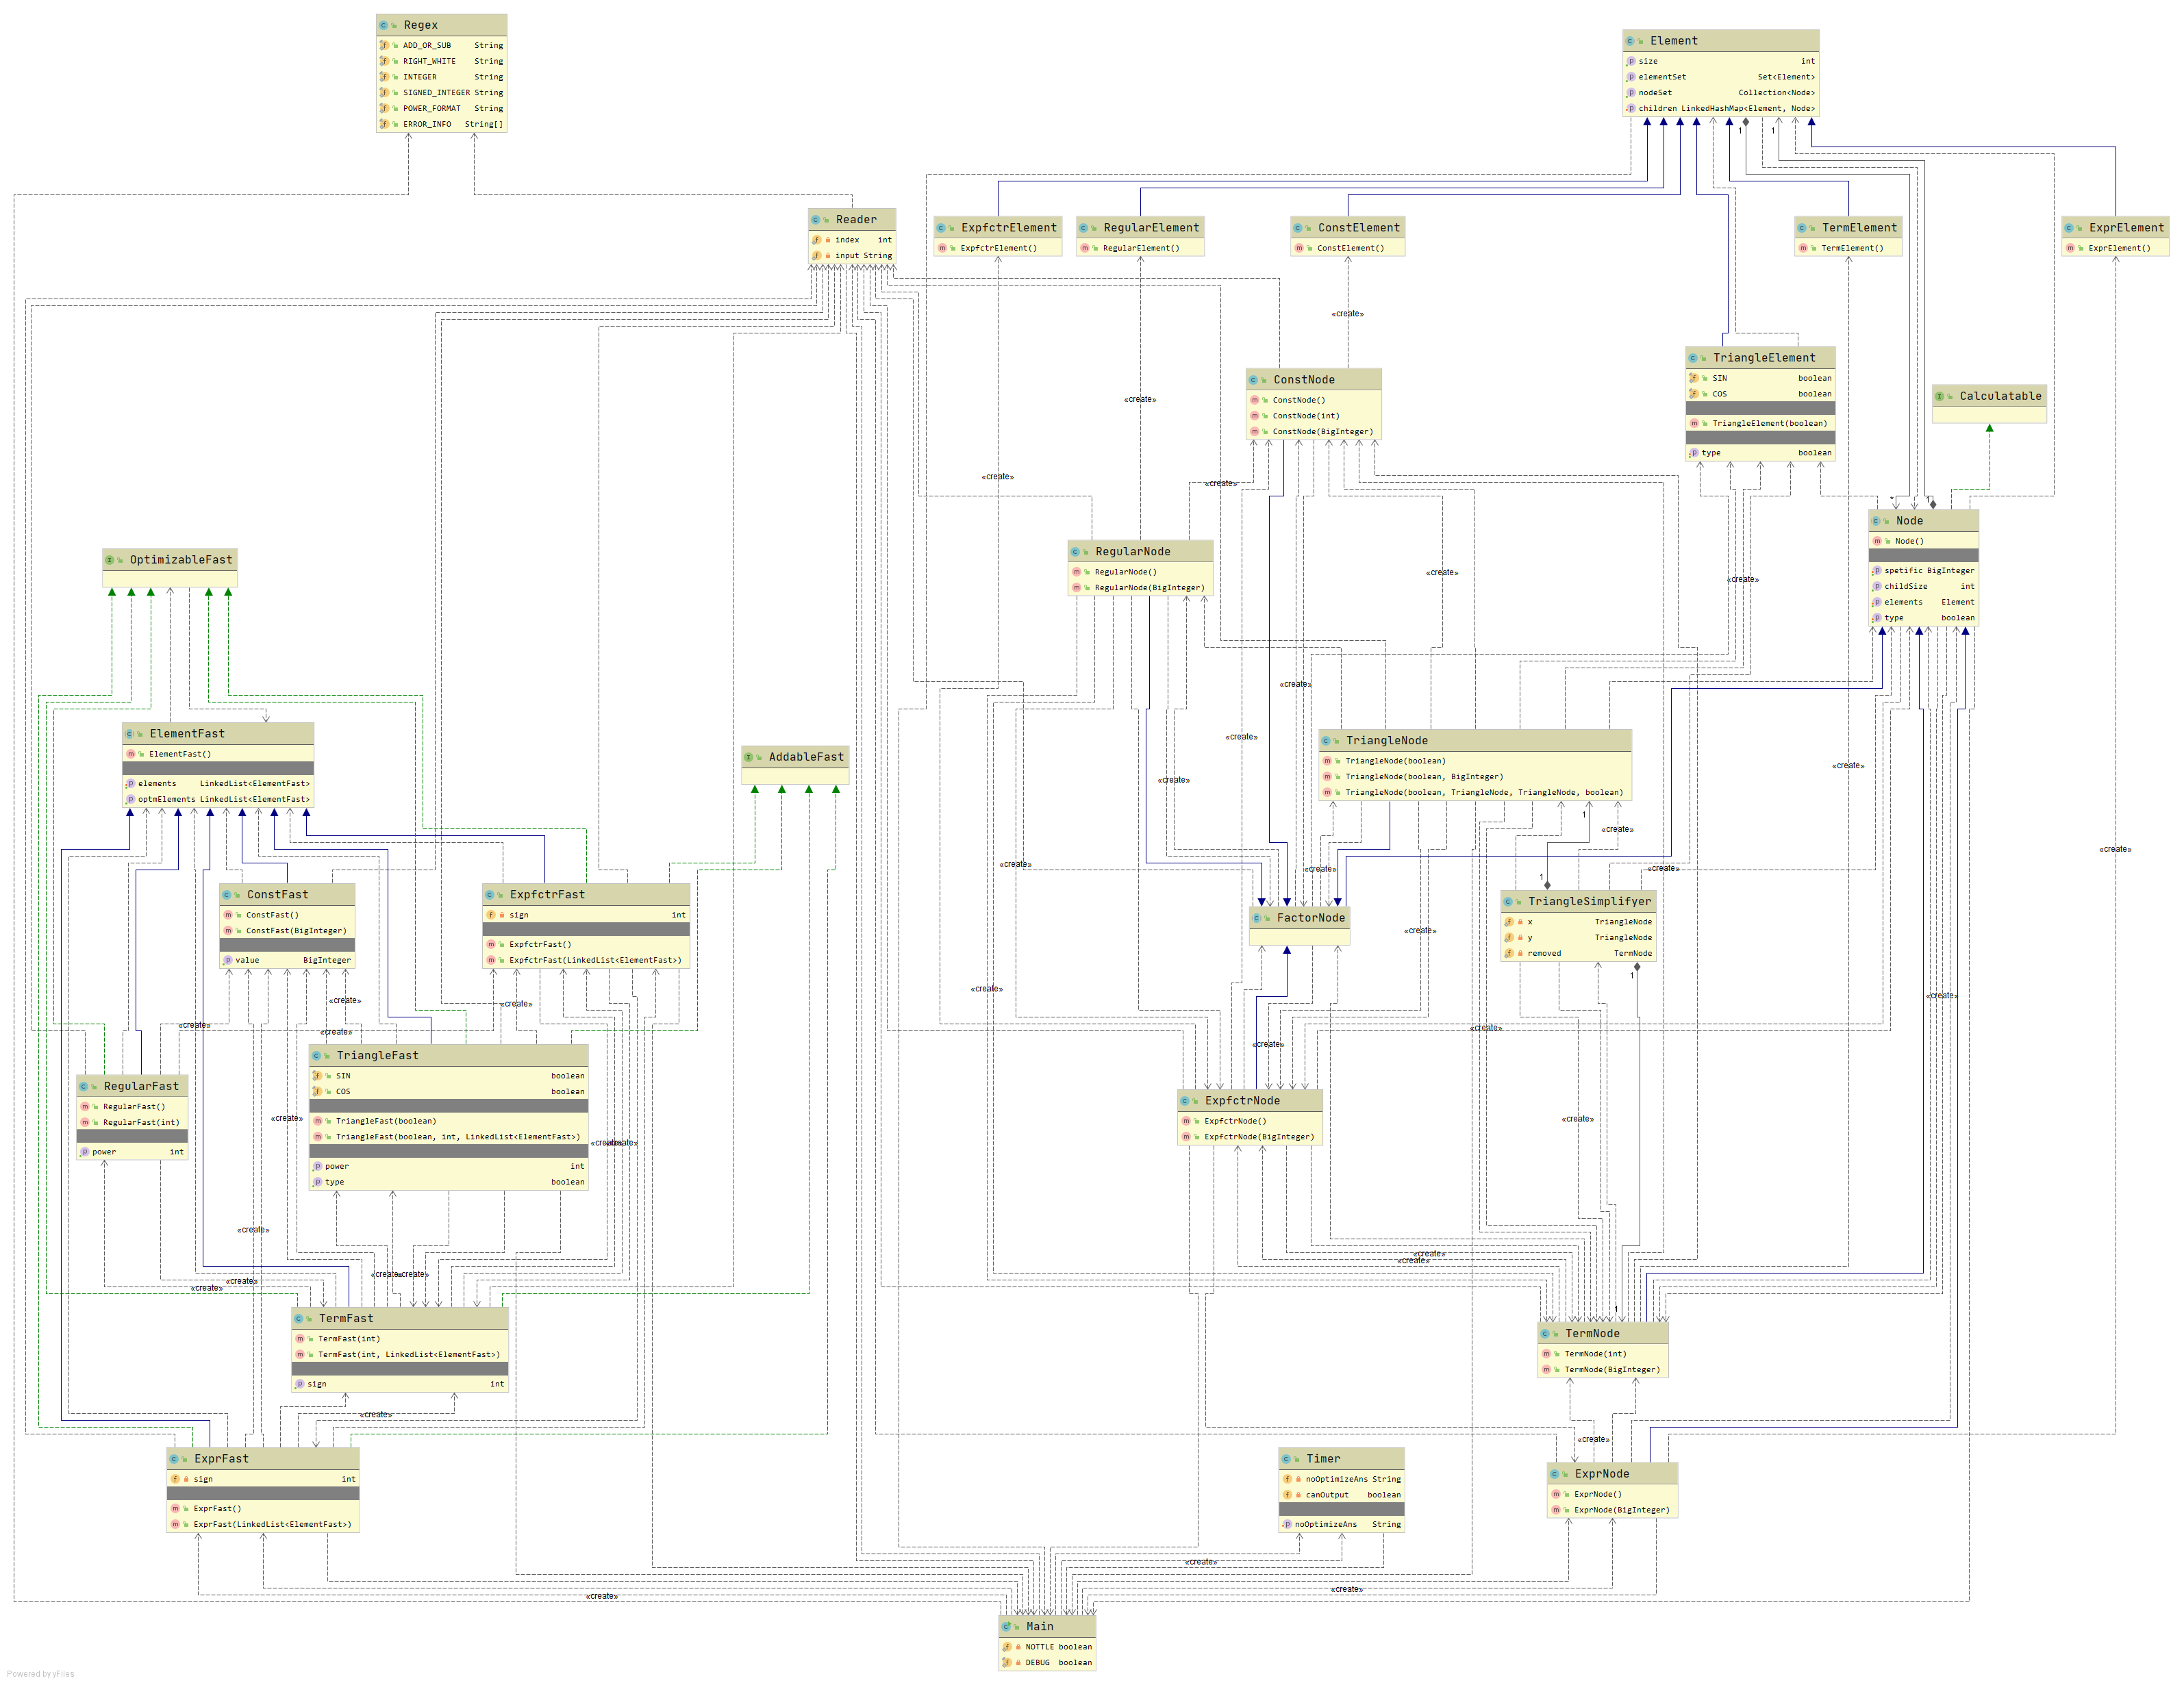 Regex
ADD_OR_SUB String
RIGHT_WHITE String
INTEGER String
SIGNED_INTEGER String
POWER_FORMAT String
ERROR_INFO String[]
Element
size int
elementSet Set<Element>
nodeSet Collection<Node>
children LinkedHashMap<Element, Node>
1
1
Reader
index int
input String
ExpfctrElement
ExpfctrElement()
RegularElement
RegularElement()
ConstElement
ConstElement()
TermElement
TermElement()
ExprElement
ExprElement()
«create»
TriangleElement
SIN boolean
COS boolean
TriangleElement(boolean)
type boolean
ConstNode
ConstNode()
ConstNode(int)
ConstNode(BigInteger)
Calculatable
«create»
«create»
«create»
*
1
Node
Node()
spetific BigInteger
childSize int
elements Element
type boolean
RegularNode
RegularNode()
RegularNode(BigInteger)
«create»
«create»
OptimizableFast
«create»
ElementFast
ElementFast()
elements LinkedList<ElementFast>
optmElements LinkedList<ElementFast>
AddableFast
«create»
TriangleNode
TriangleNode(boolean)
TriangleNode(boolean, BigInteger)
TriangleNode(boolean, TriangleNode, TriangleNode, boolean)
«create»
«create»
1
«create»
«create»
«create»
«create»
«create»
1
ConstFast
ConstFast()
ConstFast(BigInteger)
value BigInteger
ExpfctrFast
sign int
ExpfctrFast()
ExpfctrFast(LinkedList<ElementFast>)
FactorNode
TriangleSimplifyer
x TriangleNode
y TriangleNode
removed TermNode
«create»
1
«create»
«create»
«create»
«create»
«create»
«create»
«create»
«create»
TriangleFast
SIN boolean
COS boolean
TriangleFast(boolean)
TriangleFast(boolean, int, LinkedList<ElementFast>)
power int
type boolean
RegularFast
RegularFast()
RegularFast(int)
power int
ExpfctrNode
ExpfctrNode()
ExpfctrNode(BigInteger)
«create»
«create»
«create»
«create»
«create»
«create»
«create»
«create»
«create»
«create»
«create»
1
TermFast
TermFast(int)
TermFast(int, LinkedList<ElementFast>)
sign int
TermNode
TermNode(int)
TermNode(BigInteger)
«create»
«create»
ExprFast
sign int
ExprFast()
ExprFast(LinkedList<ElementFast>)
Timer
noOptimizeAns String
canOutput boolean
noOptimizeAns String
ExprNode
ExprNode()
ExprNode(BigInteger)
«create»
«create»
«create»
Main
NOTTLE boolean
DEBUG boolean
Powered by yFiles